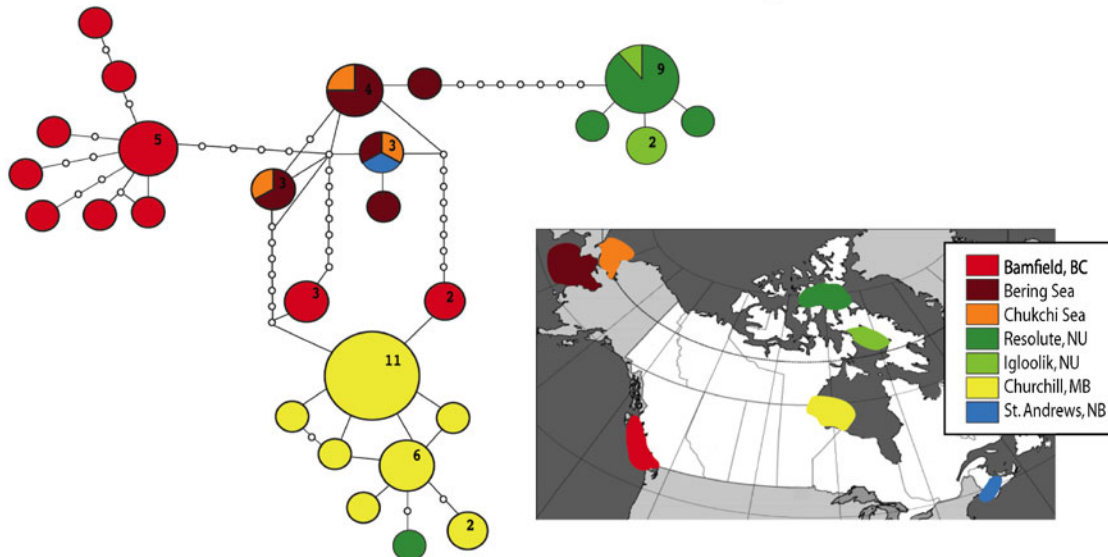 9
4
5
3
3
3
2
2
11
6
2
Bamfield, BC
Bering Sea
Chukchi Sea
Resolute, NU
Igloolik, NU
Churchill, MB
St. Andrews, NB